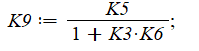 K9 := K5 / (1 + K3·K6);